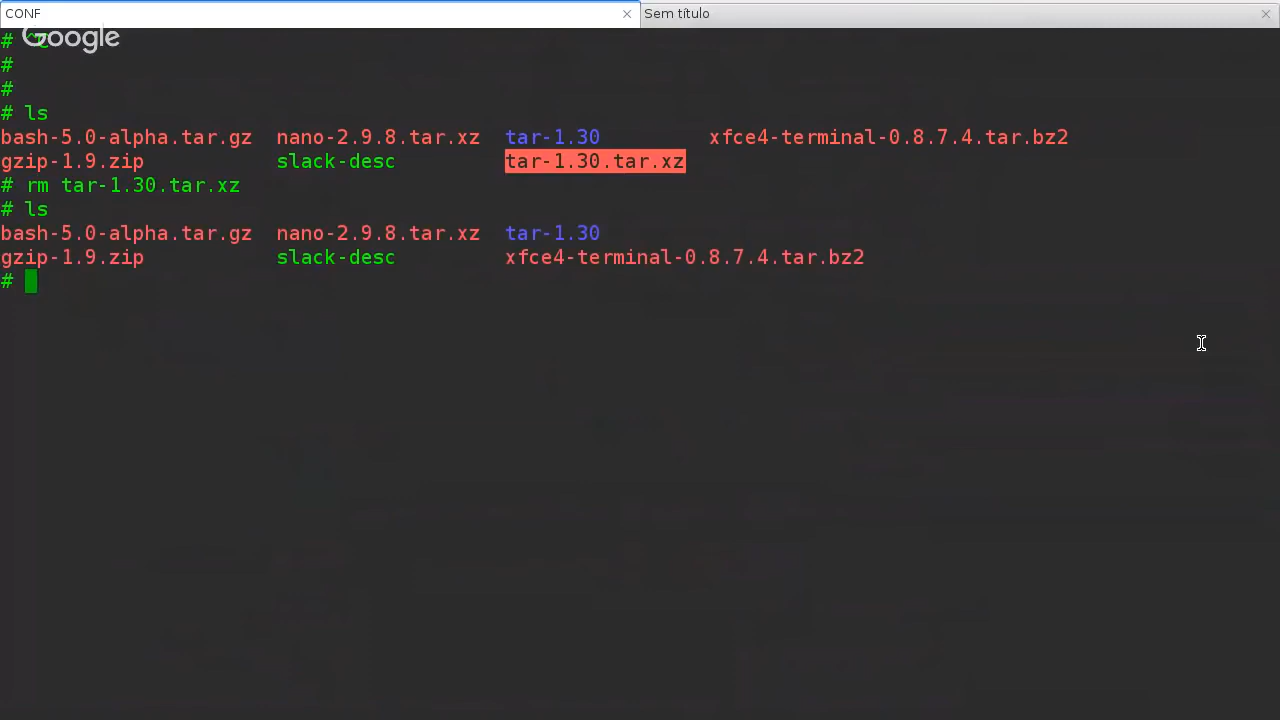 CONF
Sem título
Google
# ^C
#
#
# ls
bash-5.0-alpha.tar.gz nano-2.9.8.tar.xz tar-1.30 xfce4-terminal-0.8.7.4.tar.bz2
gzip-1.9.zip slack-desc tar-1.30.tar.xz
# rm tar-1.30.tar.xz
# ls
bash-5.0-alpha.tar.gz nano-2.9.8.tar.xz tar-1.30
gzip-1.9.zip slack-desc xfce4-terminal-0.8.7.4.tar.bz2
#